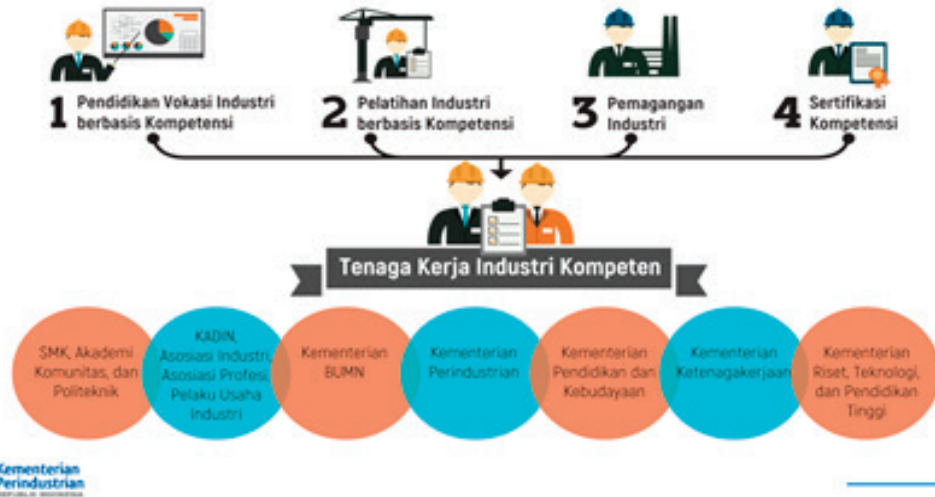 1 Pendidikan Vokasi Industri
berbasis Kompetensi
2 Pelatihan Industri
berbasis Kompetensi
3 Pemagangan
Industri
4 Sertifikasi
Kompetensi
Tenaga Kerja Industri Kompeten
SMK, Akademi
Komunitas, dan
Politeknik
KADIN,
Asosiasi Industri,
Asosiasi Profesi,
Pelaku Usaha
Industri
Kementerian
BUMN
Kementerian
Perindustrian
Kementerian
Pendidikan dan
Kebudayaan
Kementerian
Ketenagakerjaan
Kementerian
Riset, Teknologi,
dan Pendidikan
Tinggi
Kementerian
Perindustrian
REPUBLIK INDONESIA